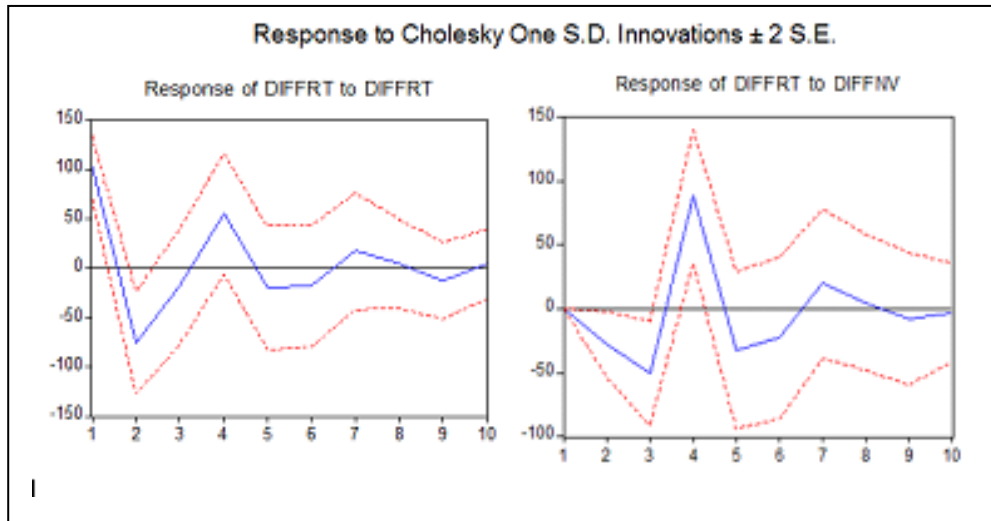 Response to Cholesky One S.D. Innovations ± 2 S.E.
Response of DIFFRT to DIFFRT
150
100
50
0
-50
-100
-150
1 2 3 4 5 6 7 8 9 10
Response of DIFFRT to DIFFNV
150
100
50
0
-50
-100
1 2 3 4 5 6 7 8 9 10
I